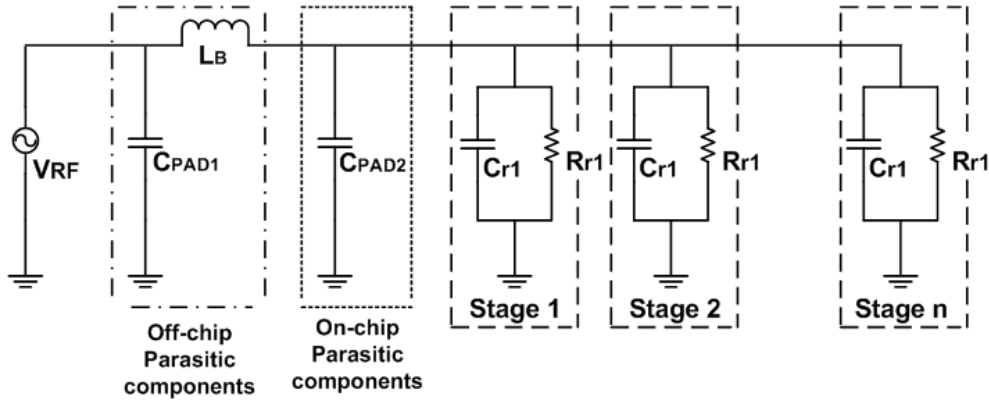 LB
VRF
CPAD1
CPAD2
Cr1
Rr1
Cr1
Rr1
Cr1
Rr1
Stage 1
Stage 2
Stage n
Off-chip
Parasitic
components
On-chip
Parasitic
components